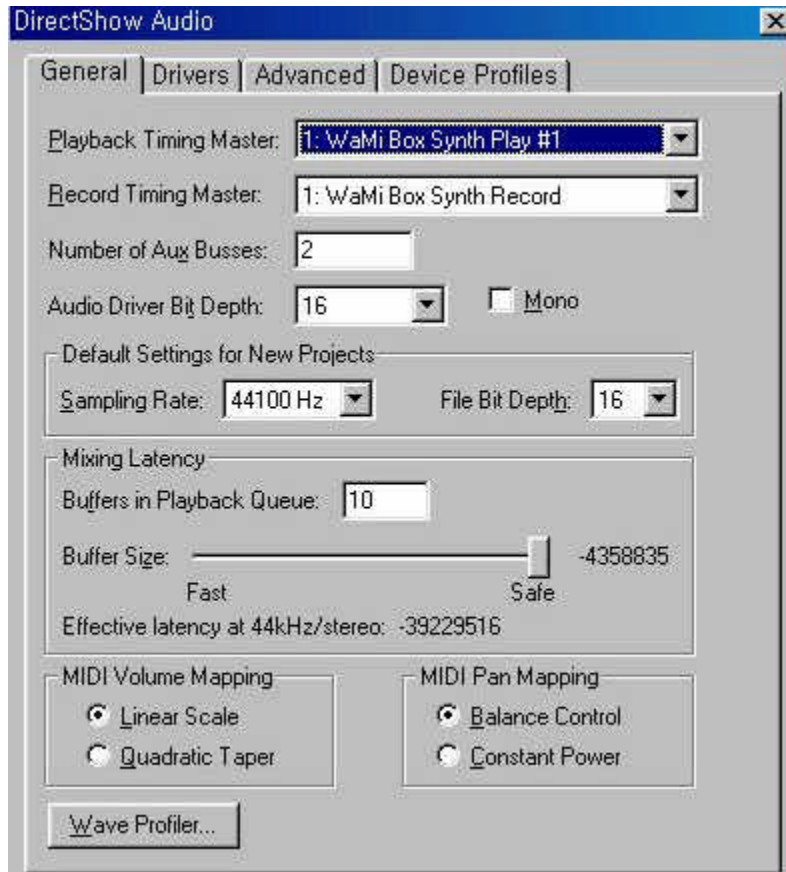 DirectShow Audio
General Drivers Advanced Device Profiles
Playback Timing Master: 1: WaMi Box Synth Play #1
Record Timing Master: 1: WaMi Box Synth Record
Number of Aux Busses: 2
Audio Driver Bit Depth: 16 Mono
Default Settings for New Projects
Sampling Rate: 44100 Hz File Bit Depth: 16
Mixing Latency
Buffers in Playback Queue: 10
Buffer Size: -4358835
Fast Safe
Effective latency at 44kHz/stereo: -39229516
MIDI Volume Mapping MIDI Pan Mapping
Linear Scale Balance Control
Quadratic Taper Constant Power
Wave Profiler...